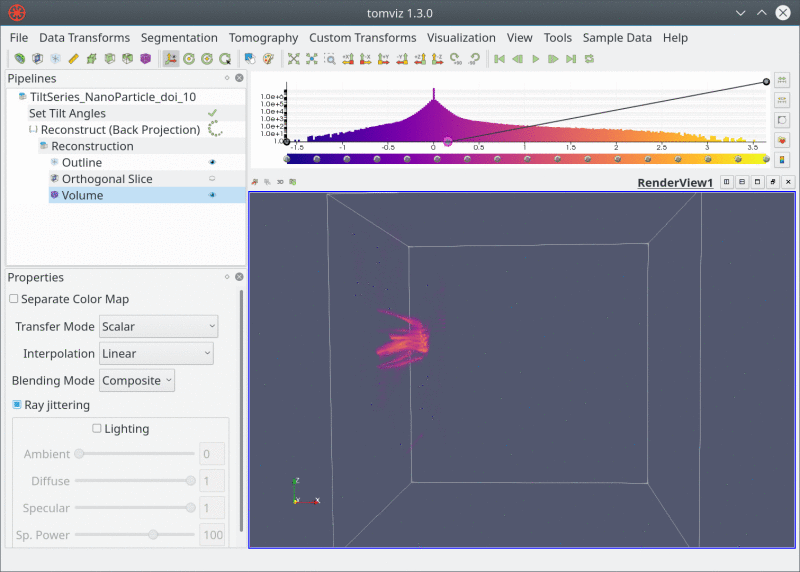 tomviz 1.3.0
File Data Transforms Segmentation Tomography Custom Transforms Visualization View Tools Sample Data Help
Pipelines
TiltSeries_NanoParticle_doi_10
Set Tilt Angles
Reconstruct (Back Projection)
Reconstruction
Outline
Orthogonal Slice
Volume
1.0e+6
1.0e+5
1.0e+4
1.0e+3
1.0e+2
1.0e+1
-1 -0.5 0 0.5 1 1.5 2 2.5 3 3.5
3D
RenderView1
Properties
Separate Color Map
Transfer Mode Scalar
Interpolation Linear
Blending Mode Composite
Ray jittering
Lighting
Ambient 0
Diffuse 1
Specular 1
Sp. Power 100
Z
Y X